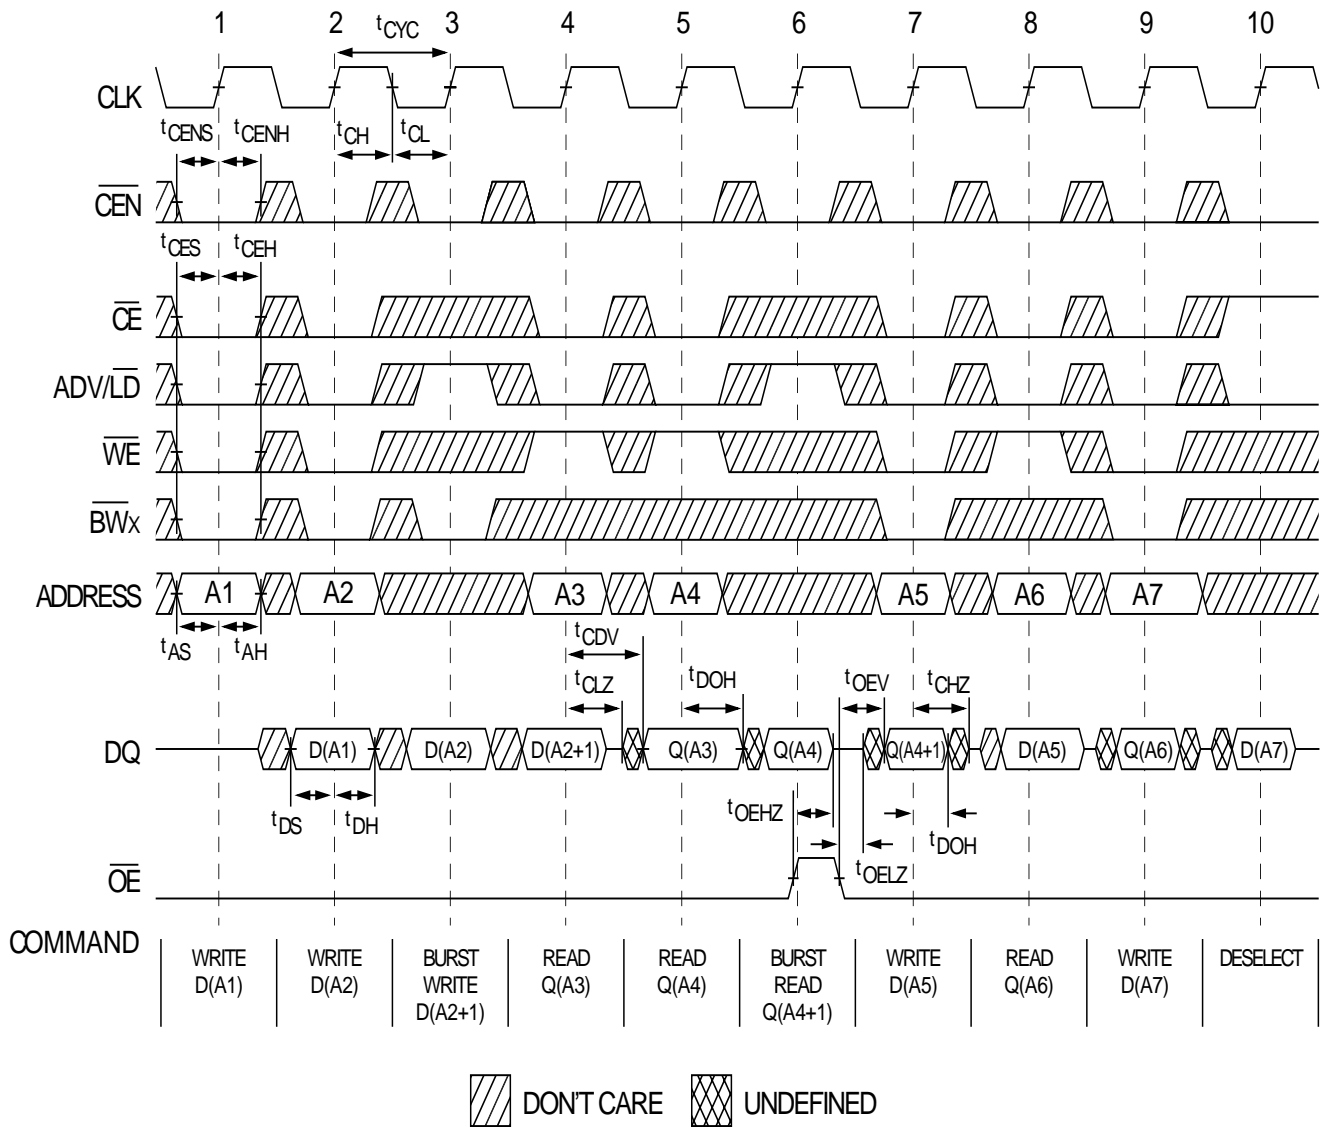 1 2 3 4 5 6 7 8 9 10
tCYC
CLK
tCENS tCENH tCH tCL
CEN
tCES tCEH
CE
ADV/LD
WE
BWx
ADDRESS A1 A2 A3 A4 A5 A6 A7
tAS tAH tCDV
tCLZ tDOH tOEV tCHZ
DQ D(A1) D(A2) D(A2+1) Q(A3) Q(A4) Q(A4+1) D(A5) Q(A6) D(A7)
tDS tDH tOEHZ tDOH
OE tOELZ
COMMAND
WRITE WRITE BURST READ READ BURST WRITE READ WRITE DESELECT
D(A1) D(A2) WRITE Q(A3) Q(A4) READ D(A5) Q(A6) D(A7)
D(A2+1) Q(A4+1)
DON'T CARE UNDEFINED